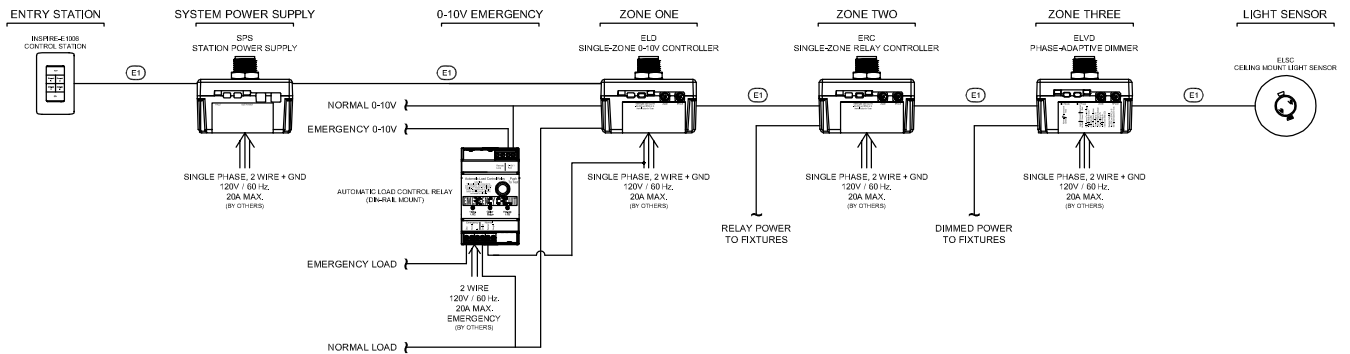 ENTRY STATION
SYSTEM POWER SUPPLY
0-10V EMERGENCY
ZONE ONE
ZONE TWO
ZONE THREE
LIGHT SENSOR
INSPIRE-E1006
CONTROL STATION
SPS
STATION POWER SUPPLY
ELD
SINGLE-ZONE 0-10V CONTROLLER
ERC
SINGLE-ZONE RELAY CONTROLLER
ELVD
PHASE-ADAPTIVE DIMMER
ELSC
CEILING MOUNT LIGHT SENSOR
E1
E1
E1
E1
E1
NORMAL 0-10V
EMERGENCY 0-10V
SINGLE PHASE, 2 WIRE + GND
120V / 60 Hz.
20A MAX.
(BY OTHERS)
AUTOMATIC LOAD CONTROL RELAY
(DIN-RAIL MOUNT)
Automatic Load Control Relay
SINGLE PHASE, 2 WIRE + GND
120V / 60 Hz.
20A MAX.
(BY OTHERS)
SINGLE PHASE, 2 WIRE + GND
120V / 60 Hz.
20A MAX.
(BY OTHERS)
SINGLE PHASE, 2 WIRE + GND
120V / 60 Hz.
20A MAX.
(BY OTHERS)
RELAY POWER
TO FIXTURES
DIMMED POWER
TO FIXTURES
EMERGENCY LOAD
2 WIRE
120V / 60 Hz.
20A MAX.
EMERGENCY
(BY OTHERS)
NORMAL LOAD